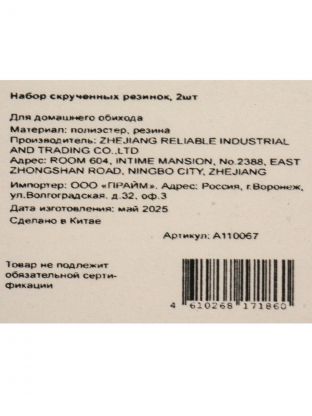 Набор скрученных резинок, 2шт
Для домашнего обихода
Материал: полиэстер, резина
Производитель: ZHEJIANG RELIABLE INDUSTRIAL
AND TRADING CO.,LTD
Адрес: ROOM 604, INTIME MANSION, No.2388, EAST
ZHONGSHAN ROAD, NINGBO CITY, ZHEJIANG
Импортер: ООО «ПРАЙМ». Адрес: Россия, г.Воронеж,
ул.Волгоградская. д.32, оф.3
Дата изготовления: май 2025
Сделано в Китае
Артикул: A110067
Товар не подлежит
обязательной серти-
фикации
4 610268 171860